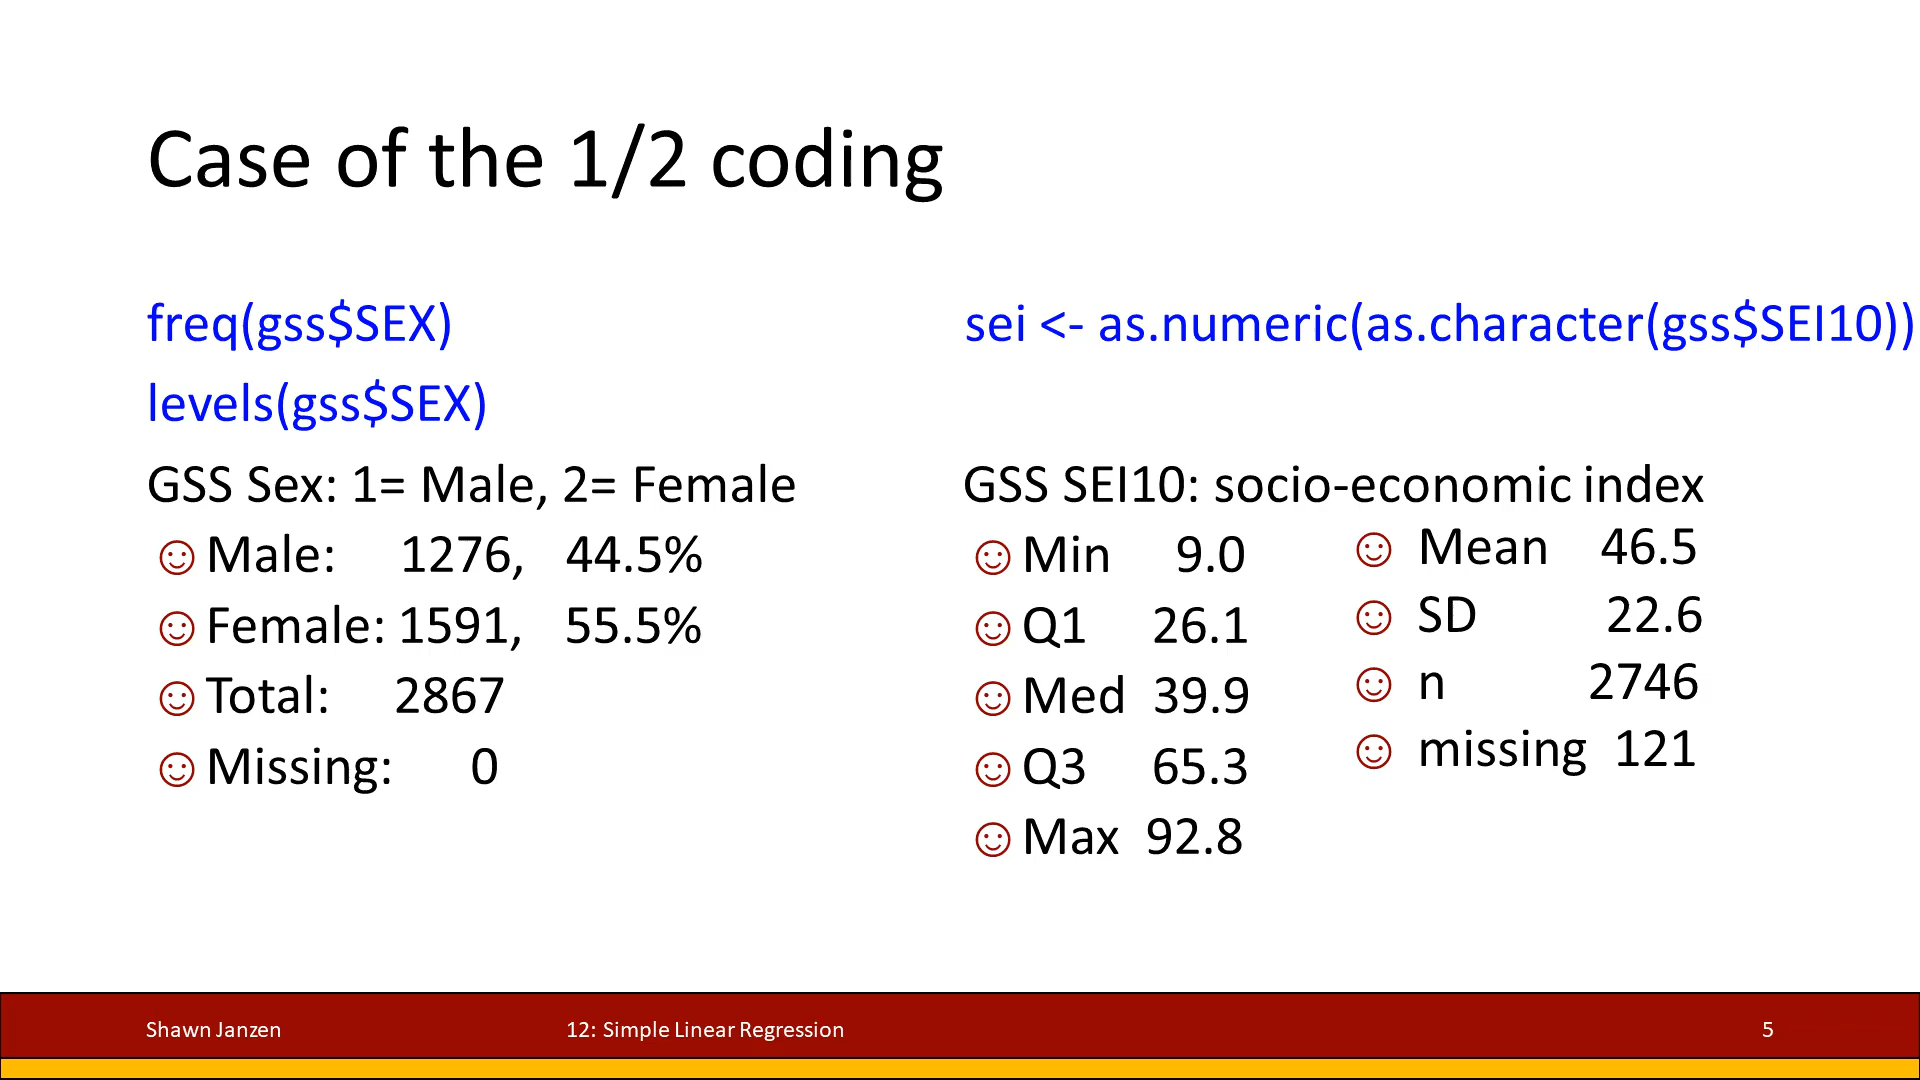 Case of the 1/2 coding
freq(gss$SEX)
levels(gss$SEX)
GSS Sex: 1= Male, 2= Female
Male: 1276, 44.5%
Female: 1591, 55.5%
Total: 2867
Missing: 0
sei <- as.numeric(as.character(gss$SEI10))
GSS SEI10: socio-economic index
Min 9.0
Q1 26.1
Med 39.9
Q3 65.3
Max 92.8
Mean 46.5
SD 22.6
n 2746
missing 121
Shawn Janzen
12: Simple Linear Regression
5